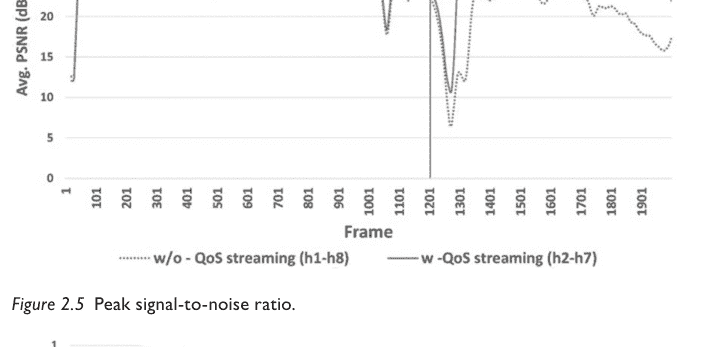 Avg. PSNR (dB
20
15
10
5
0
1 101 201 301 401 501 601 701 801 901 1001 1101 1201 1301 1401 1501 1601 1701 1801 1901
Frame
w/o - QoS streaming (h1-h8) w -QoS streaming (h2-h7)
Figure 2.5 Peak signal-to-noise ratio.
1